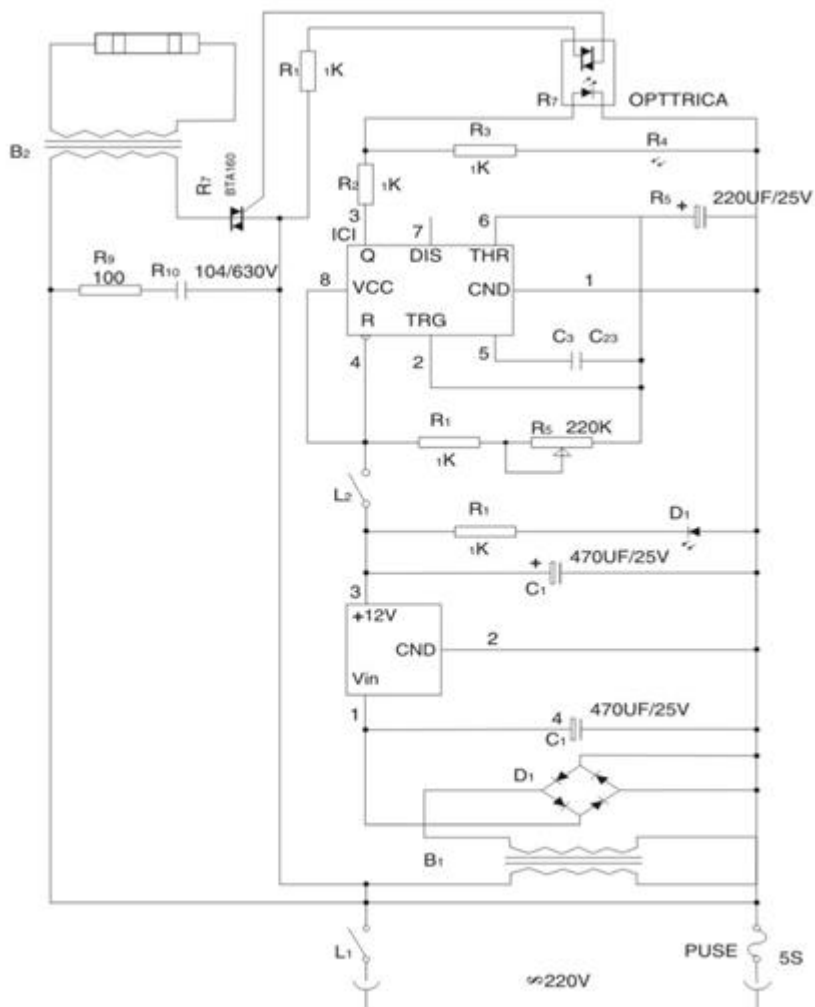 R1 1K
R7
OPTTRICA
B2
R7
BTA160
R3
1K
R4
R2 1K
R5 + 220UF/25V
3 7 6
ICI
Q DIS THR
R9
100
R10 104/630V
8 VCC CND 1
R TRG
4 2 5
C3 C23
R1
1K
R5 220K
L2
R1
1K
D1
+ 470UF/25V
C1
3
+12V
CND 2
Vin
1
4 470UF/25V
C1
D1
B1
L1
PUSE 5S
∽220V